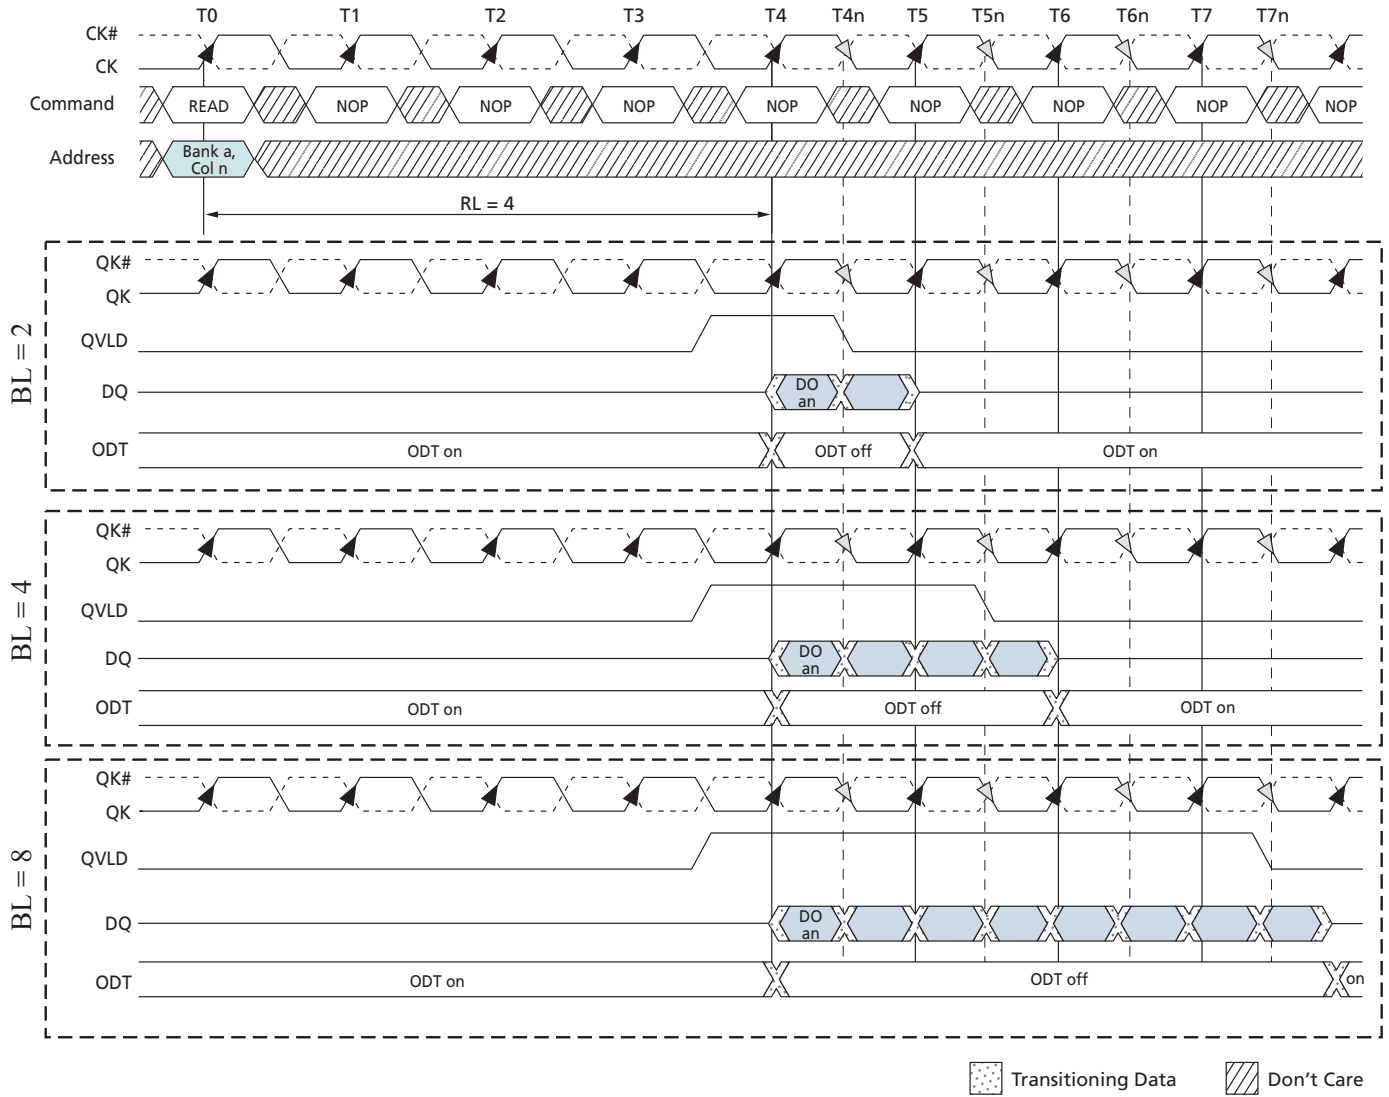 T0 T1 T2 T3 T4 T4n T5 T5n T6 T6n T7 T7n
CK#
CK
Command READ NOP NOP NOP NOP NOP NOP NOP NOP
Address Bank a,
Col n
RL = 4
BL = 2
QK#
QK
QVLD
DQ DO
an
ODT ODT on ODT off ODT on
BL = 4
QK#
QK
QVLD
DQ DO
an
ODT ODT on ODT off ODT on
BL = 8
QK#
QK
QVLD
DQ DO
an
ODT ODT on ODT off on
Transitioning Data Don't Care